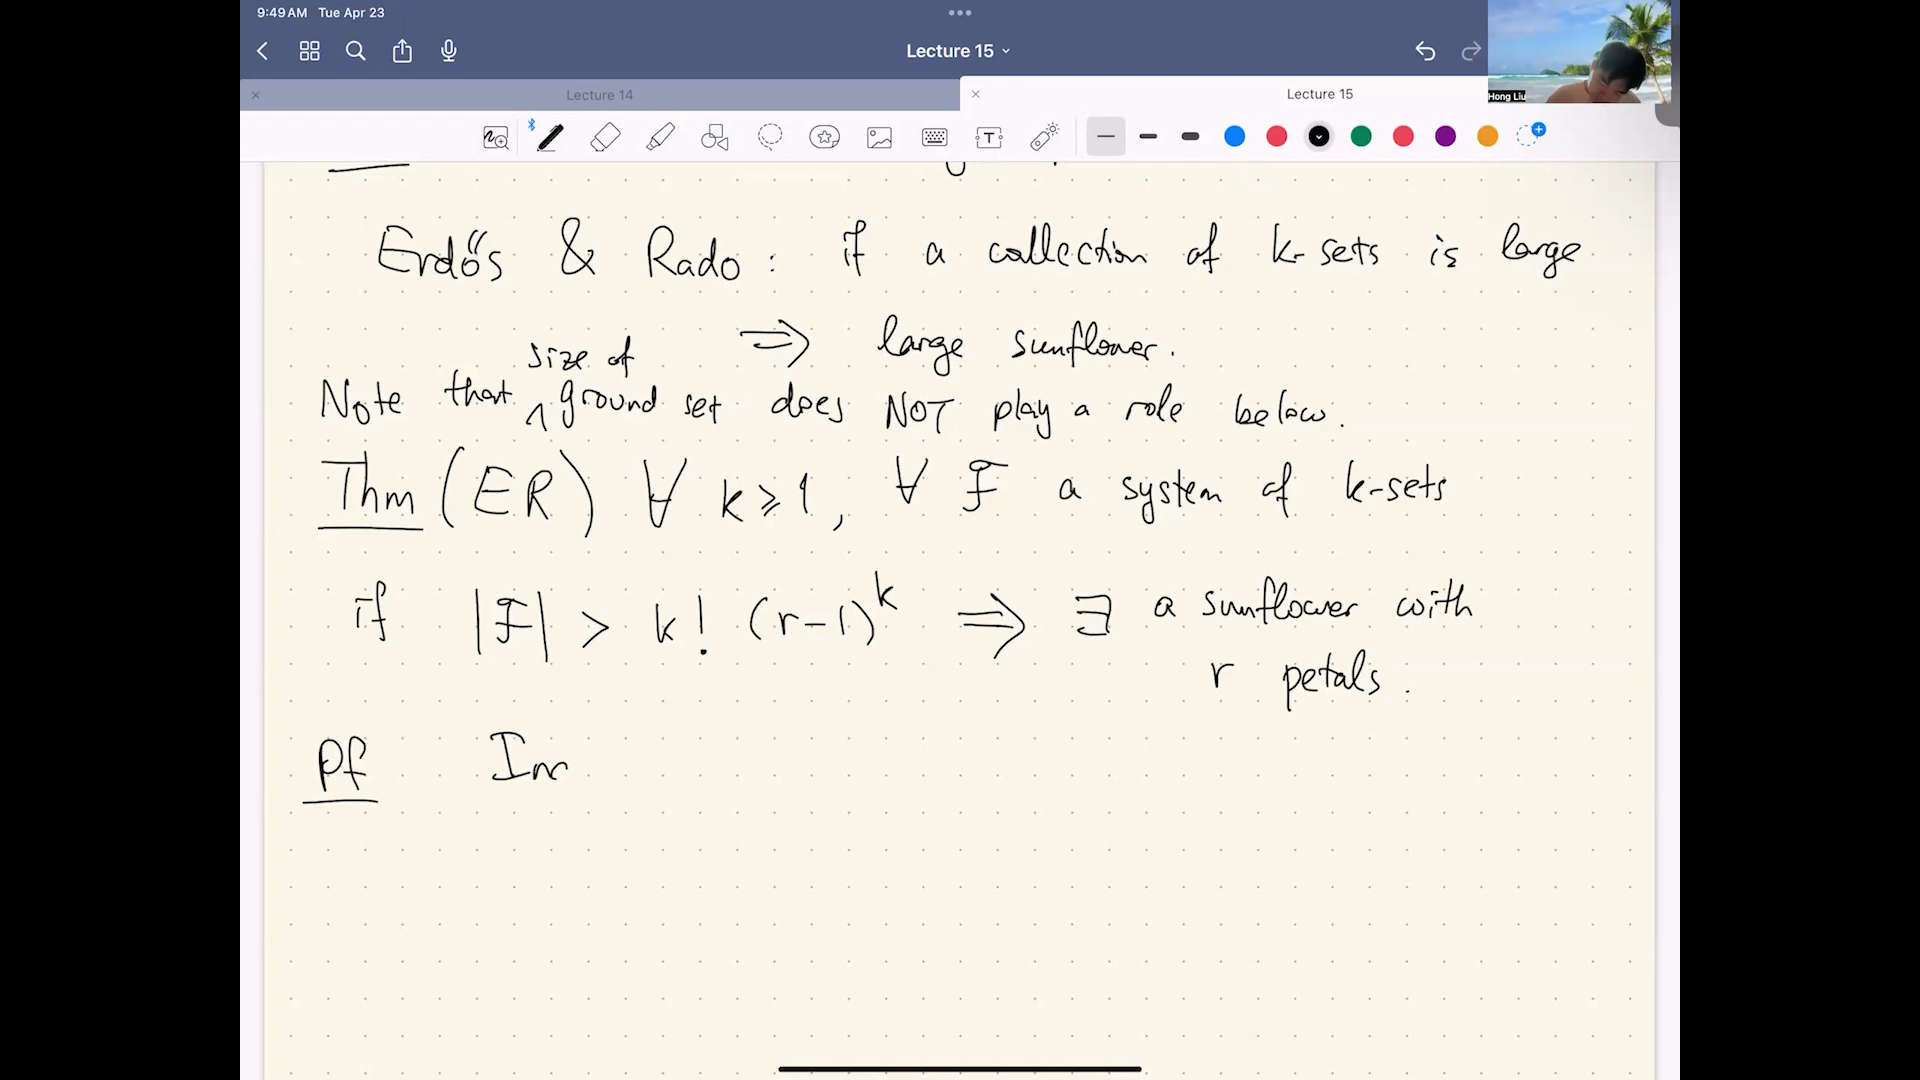 9:49 AM Tue Apr 23
Lecture 15
Lecture 14
Lecture 15
Hong Liu
Erdős & Rado : if a collection of k-sets is large
⇒ large sunflower.
size of
Note that ground set does NOT play a role below.
Thm (ER) ∀ k ⩾ 1, ∀ ℱ a system of k-sets
if |ℱ| > k! (r-1)^k ⇒ ∃ a sunflower with
r petals.
Pf In